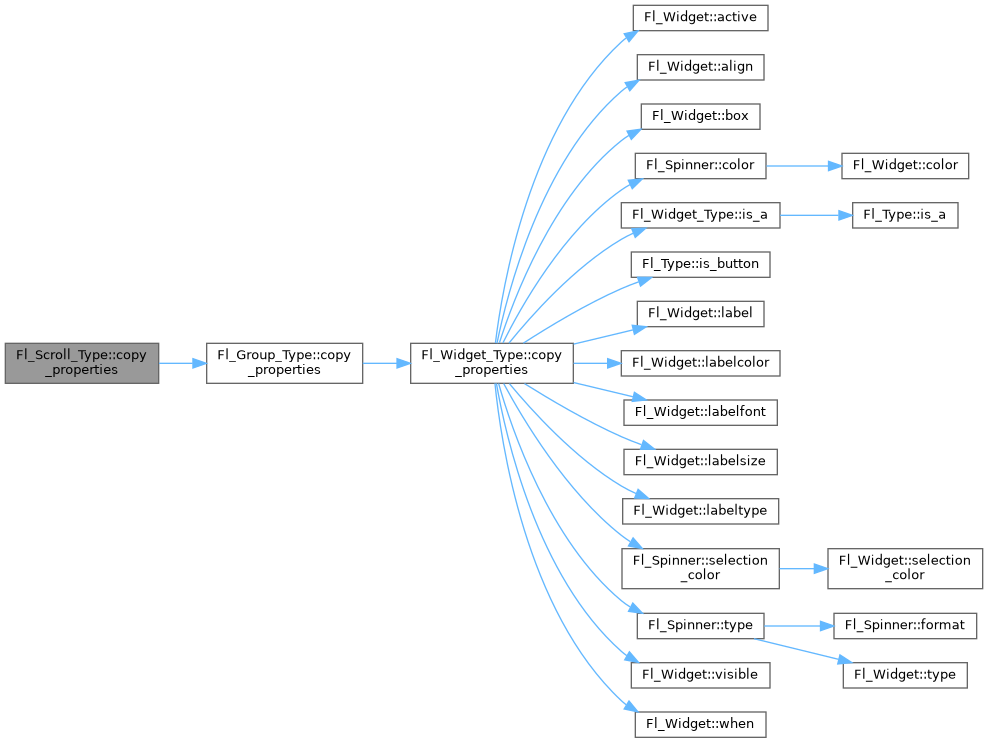 Fl_Scroll_Type::copy
_properties
Fl_Group_Type::copy
_properties
Fl_Widget_Type::copy
_properties
Fl_Widget::active
Fl_Widget::align
Fl_Widget::box
Fl_Spinner::color
Fl_Widget::color
Fl_Widget_Type::is_a
Fl_Type::is_a
Fl_Type::is_button
Fl_Widget::label
Fl_Widget::labelcolor
Fl_Widget::labelfont
Fl_Widget::labelsize
Fl_Widget::labeltype
Fl_Spinner::selection
_color
Fl_Widget::selection
_color
Fl_Spinner::type
Fl_Spinner::format
Fl_Widget::type
Fl_Widget::visible
Fl_Widget::when